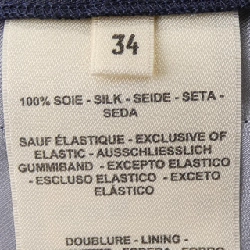 34
100% SOIE - SILK - SEIDE - SETA -
SEDA
SAUF ÉLASTIQUE - EXCLUSIVE OF
ELASTIC - AUSSCHLIESSLICH
GUMMIBAND - EXCEPTO ELASTICO
- ESCLUSO ELASTICO - EXCETO
ELÁSTICO
DOUBLURE - LINING -